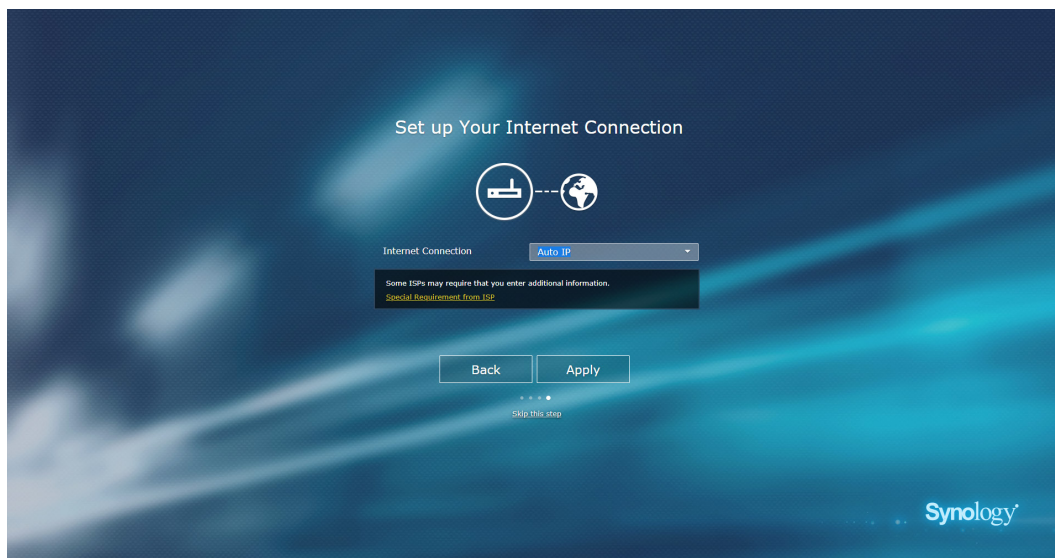 Set up Your Internet Connection
Internet Connection
Auto IP
Some ISPs may require that you enter additional information.
Special Requirement from ISP
Back
Apply
Skip this step
Synology